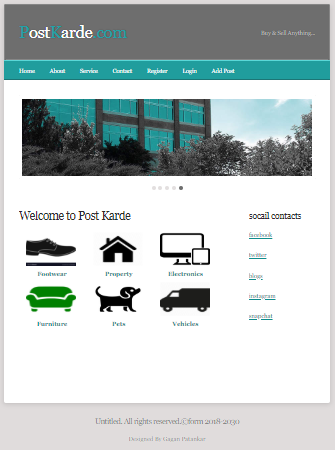 PostKarde.com
Buy & Sell Anything...
Home About Service Contact Register Login Add Post
Welcome to Post Karde
socail contacts
facebook
twitter
blogs
instagram
snapchat
Footwear Property Electronics
Furniture Pets Vehicles
Untitled. All rights reserved.©form 2018-2030
Designed By Gagan Patankar